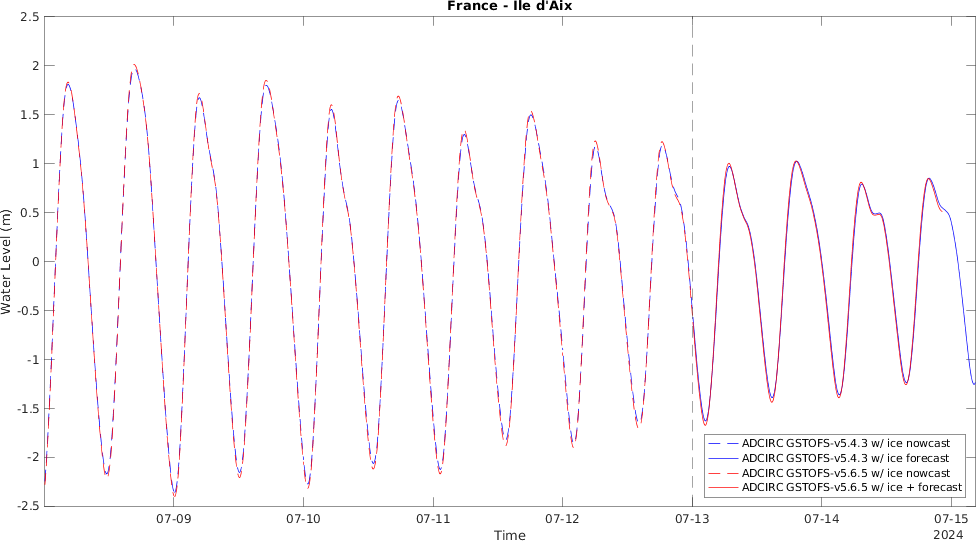 France - Ile d'Aix
2.5
2
1.5
1
0.5
0
-0.5
-1
-1.5
-2
-2.5
Water Level (m)
ADCIRC GSTOFS-v5.4.3 w/ ice nowcast
ADCIRC GSTOFS-v5.4.3 w/ ice forecast
ADCIRC GSTOFS-v5.6.5 w/ ice nowcast
ADCIRC GSTOFS-v5.6.5 w/ ice + forecast
07-09 07-10 07-11 07-12 07-13 07-14 07-15
Time
2024